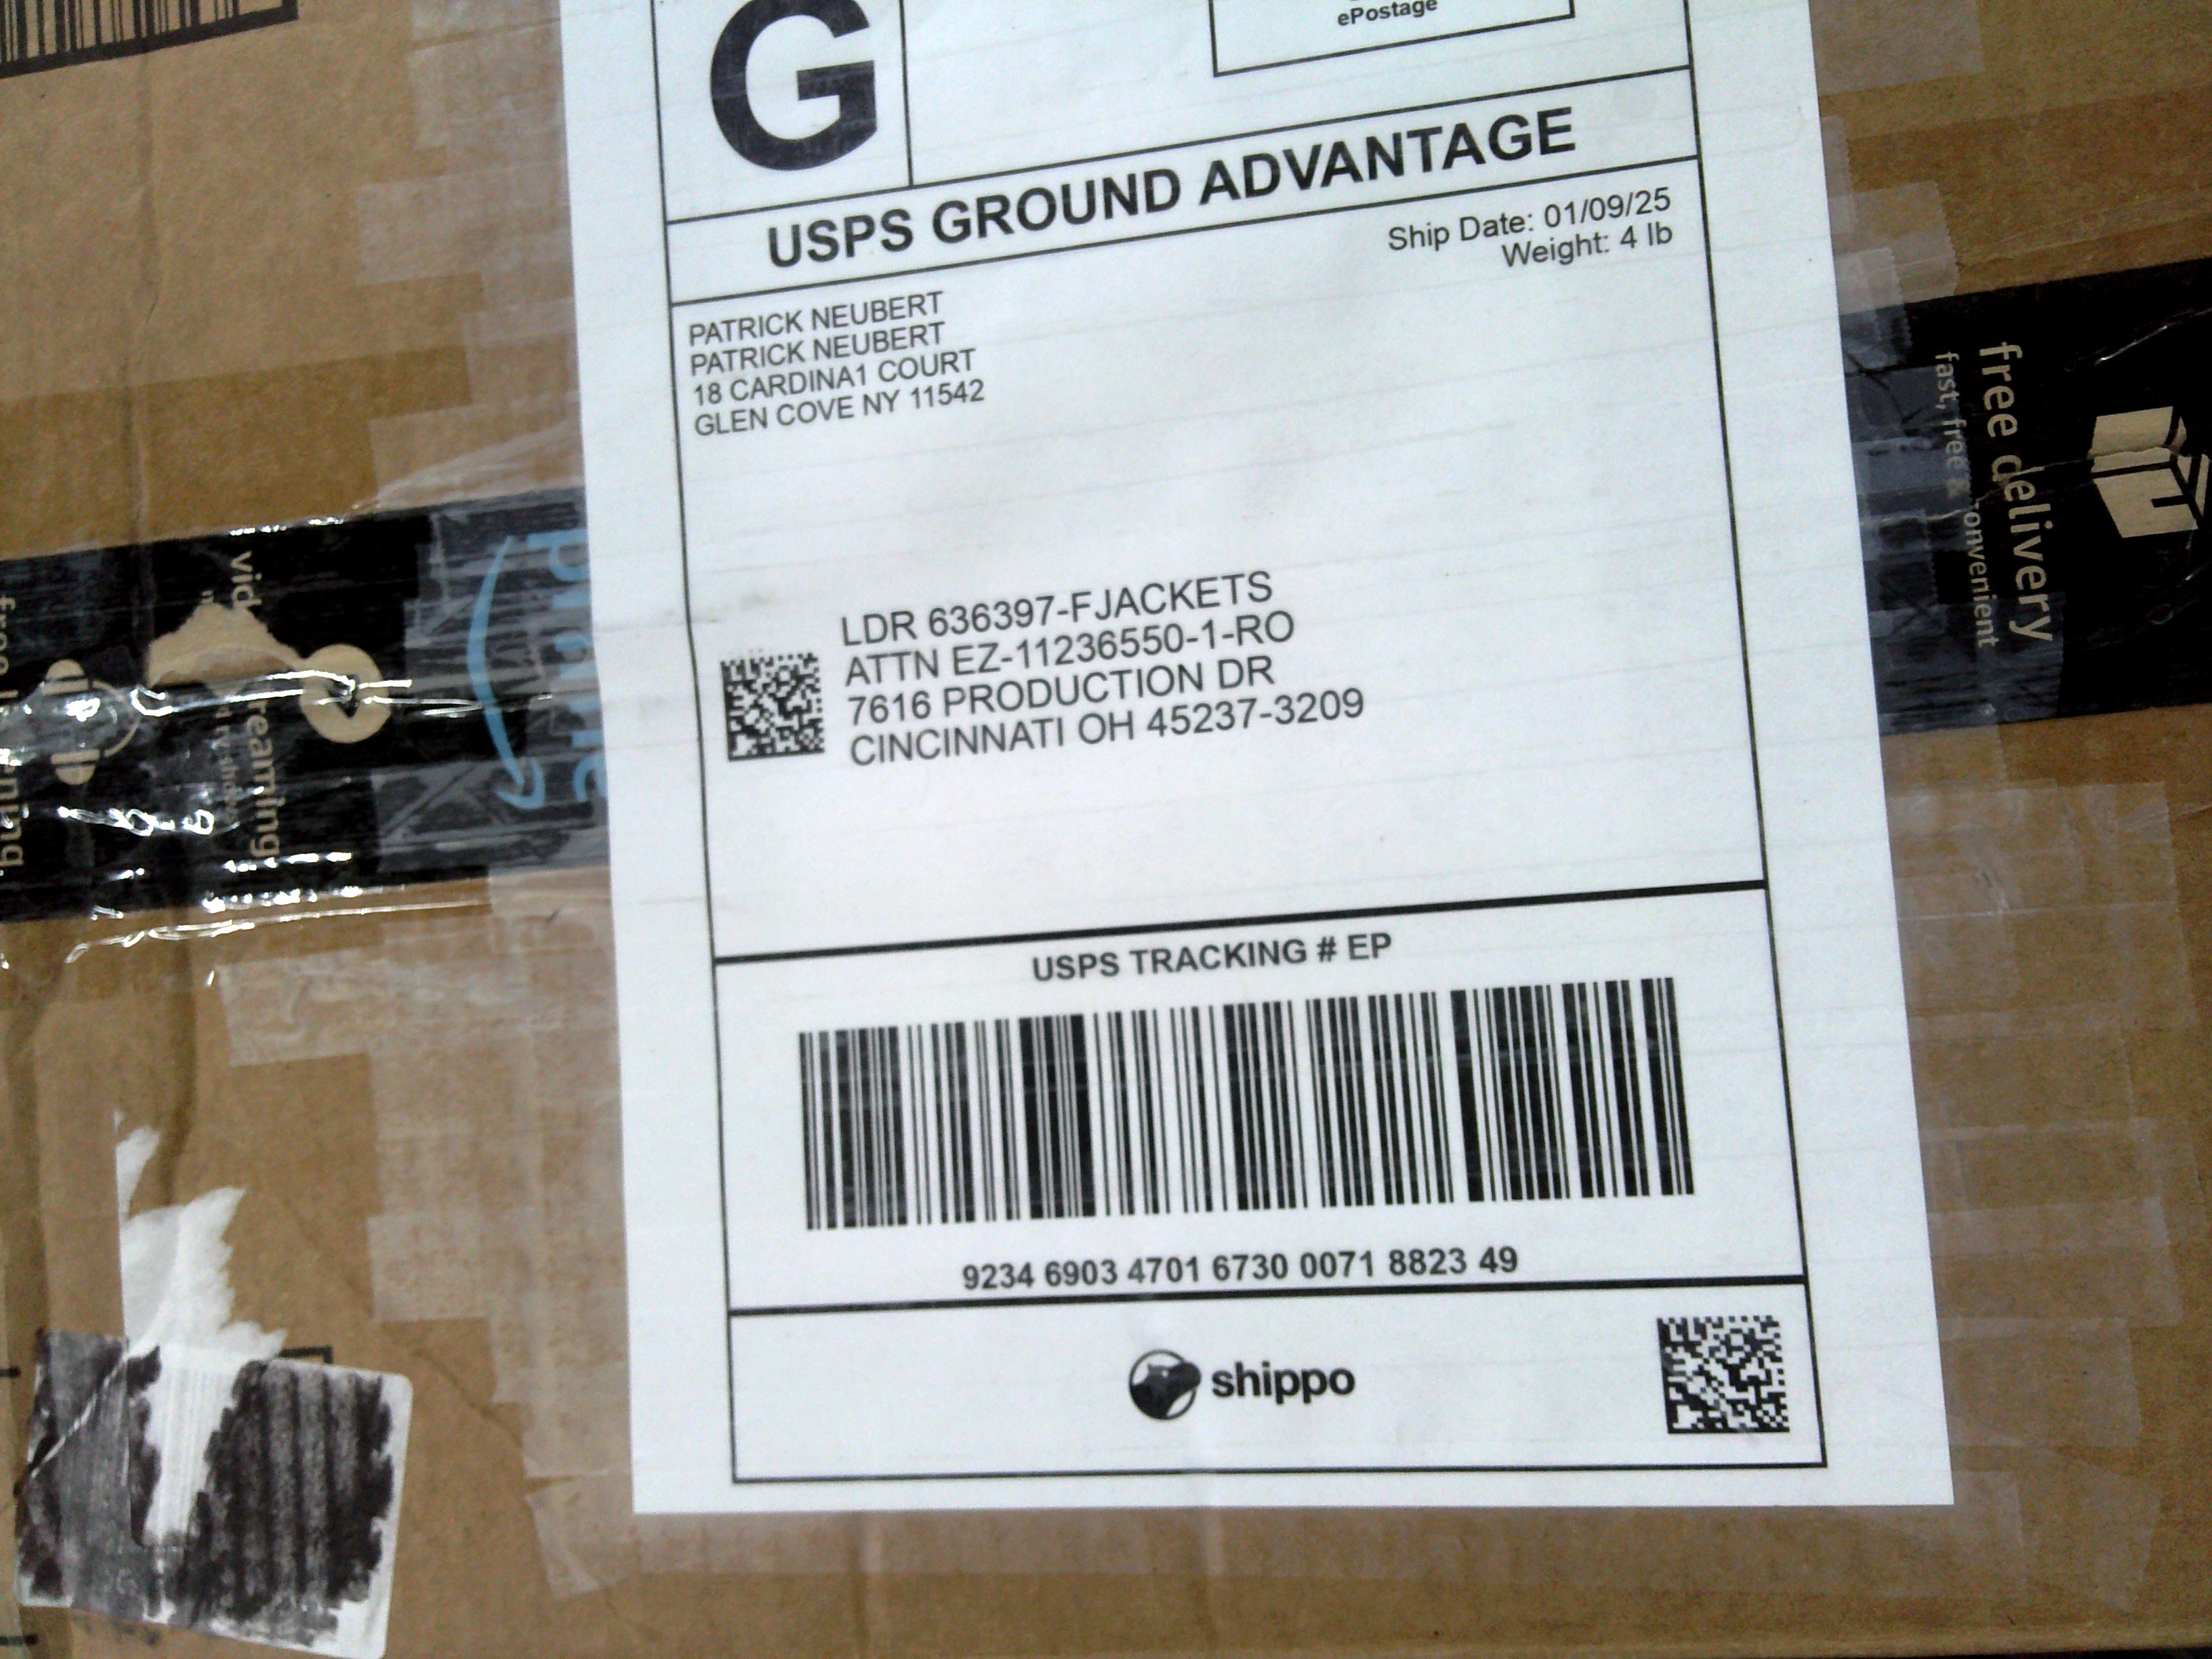 G
ePostage
USPS GROUND ADVANTAGE
Ship Date: 01/09/25
Weight: 4 lb
PATRICK NEUBERT
PATRICK NEUBERT
18 CARDINA1 COURT
GLEN COVE NY 11542
LDR 636397-FJACKETS
ATTN EZ-11236550-1-RO
7616 PRODUCTION DR
CINCINNATI OH 45237-3209
USPS TRACKING # EP
9234 6903 4701 6730 0071 8823 49
shippo
free delivery
fast, free & convenient
prime